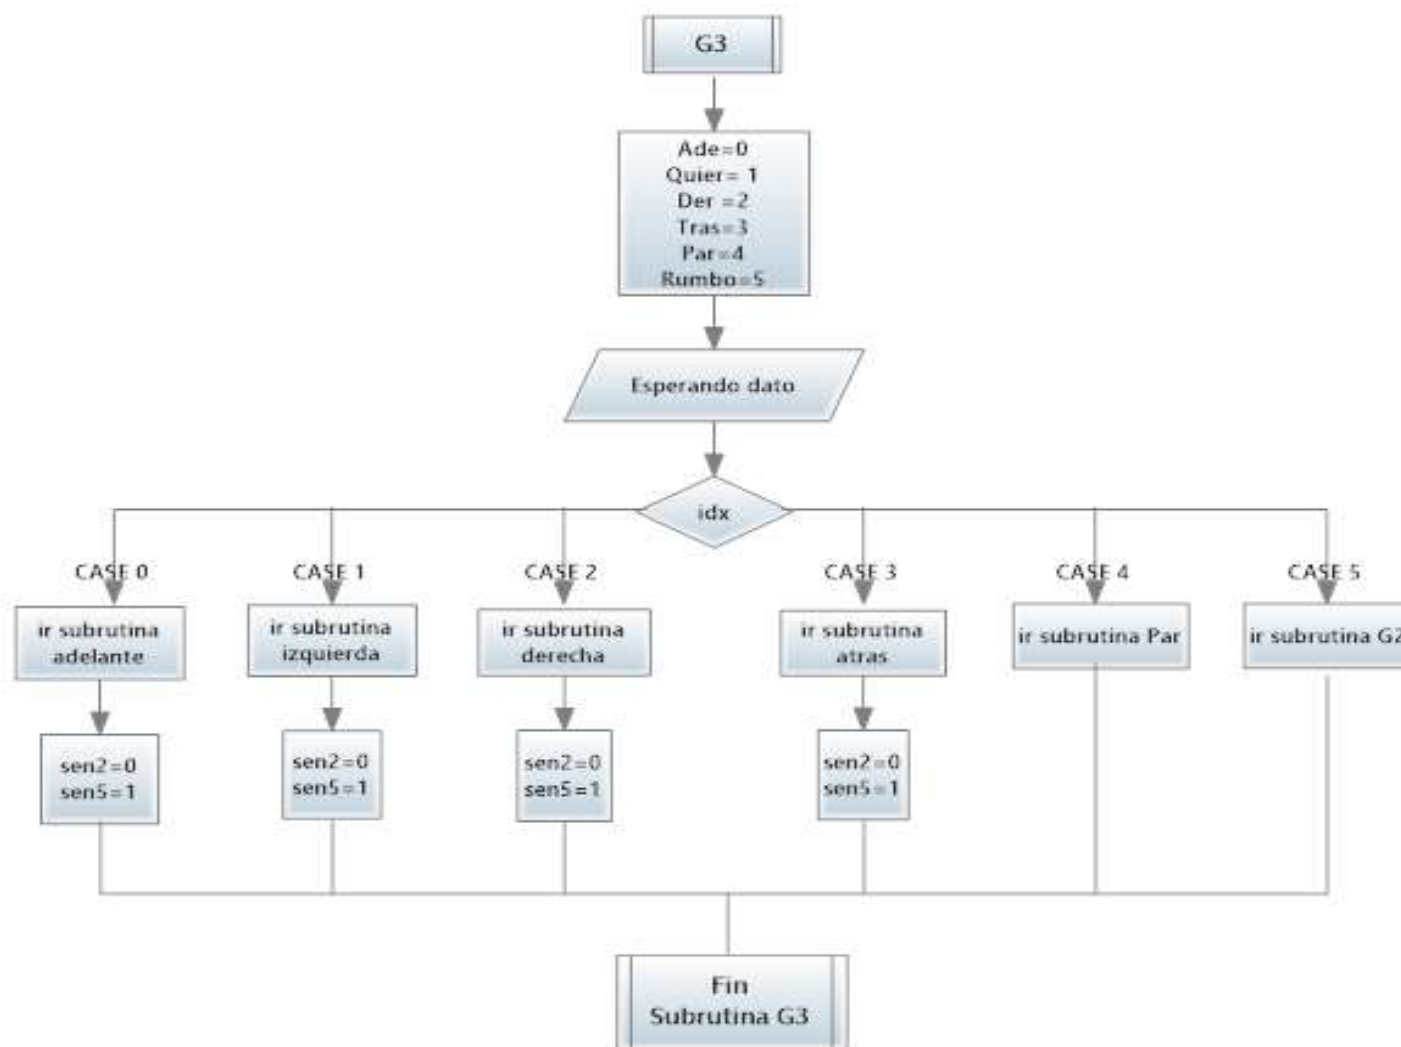 G3
Ade=0
Quier= 1
Der =2
Tras=3
Par=4
Rumbo=5
Esperando dato
idx
CASE 0
CASE 1
CASE 2
CASE 3
CASE 4
CASE 5
ir subrutina
adelante
ir subrutina
izquierda
ir subrutina
derecha
ir subrutina
atras
ir subrutina Par
ir subrutina G2
sen2=0
sen5=1
sen2=0
sen5=1
sen2=0
sen5=1
sen2=0
sen5=1
Fin
Subrutina G3